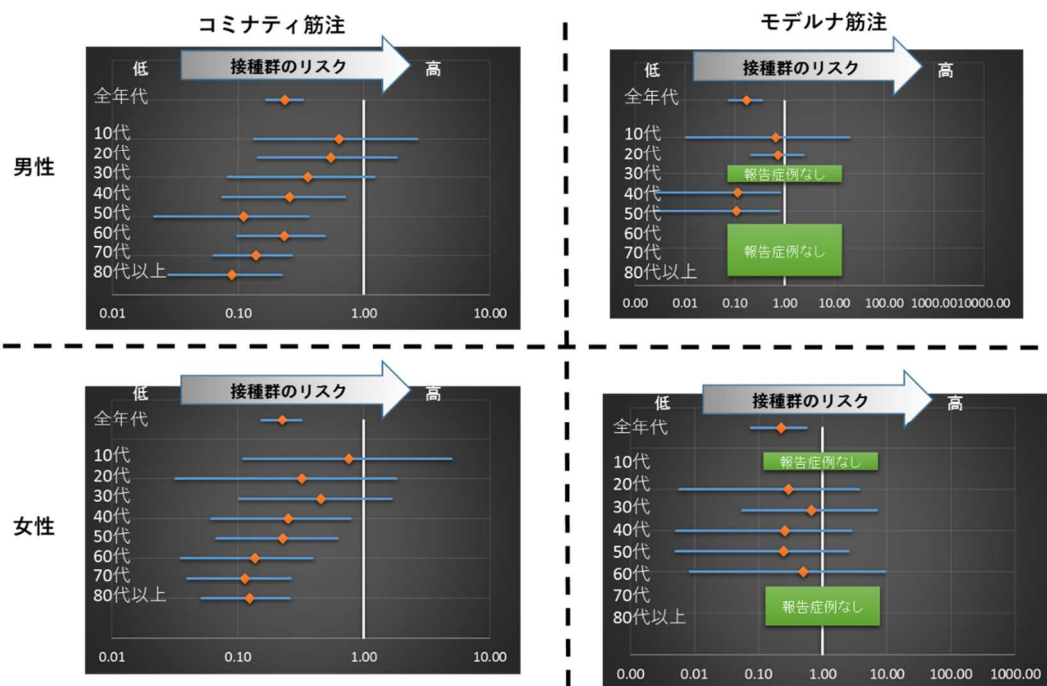 コミナティ筋注
モデルナ筋注
男性
低
接種群のリスク
高
全年代
10代
20代
30代
40代
50代
60代
70代
80代以上
0.01
0.10
1.00
10.00
低
接種群のリスク
高
全年代
10代
20代
30代
報告症例なし
40代
50代
60代
70代
報告症例なし
80代以上
0.00
0.01
0.10
1.00
10.00
100.00
1000.00
10000.00
女性
低
接種群のリスク
高
全年代
10代
20代
30代
40代
50代
60代
70代
80代以上
0.01
0.10
1.00
10.00
低
接種群のリスク
高
全年代
10代
報告症例なし
20代
30代
40代
50代
60代
70代
報告症例なし
80代以上
0.00
0.01
0.10
1.00
10.00
100.00
1000.00